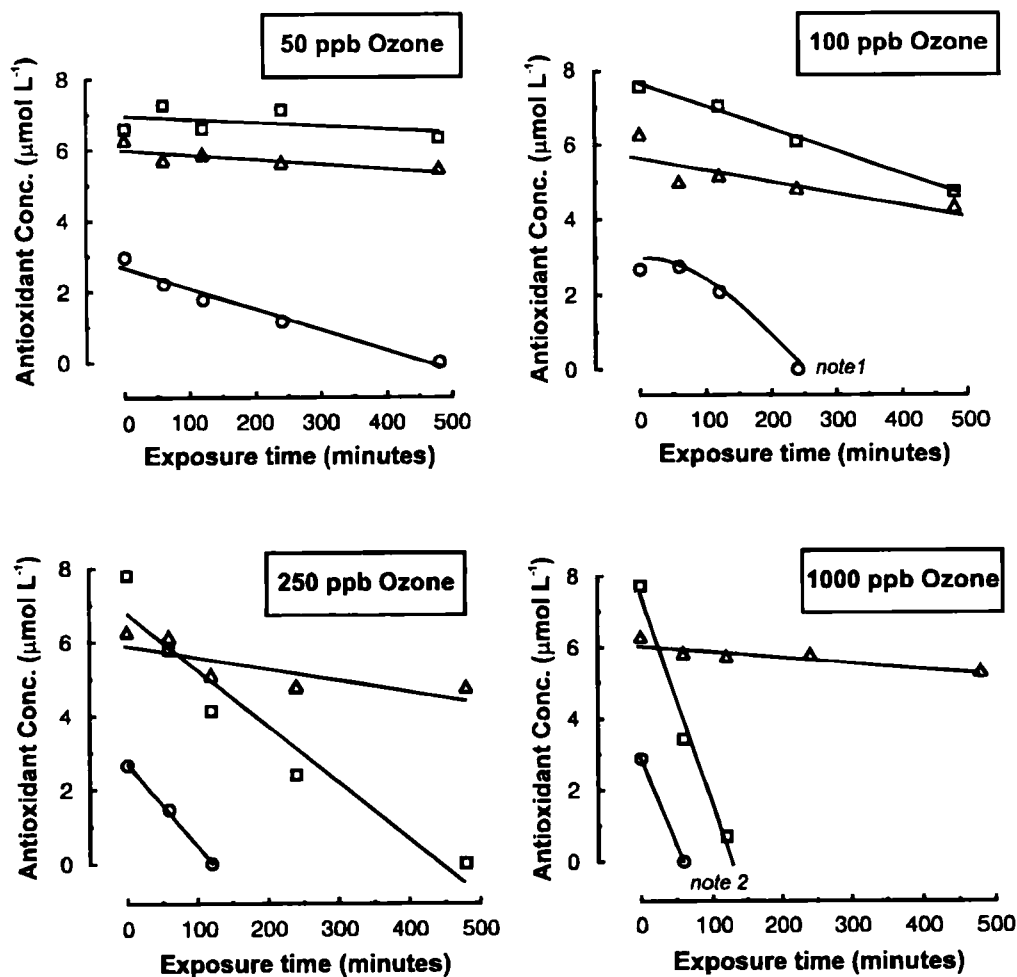 50 ppb Ozone
Antioxidant Conc. (μmol L⁻¹)
8
6
4
2
0
0 100 200 300 400 500
Exposure time (minutes)
100 ppb Ozone
Antioxidant Conc. (μmol L⁻¹)
8
6
4
2
0
note1
0 100 200 300 400 500
Exposure time (minutes)
250 ppb Ozone
Antioxidant Conc. (μmol L⁻¹)
8
6
4
2
0
0 100 200 300 400 500
Exposure time (minutes)
1000 ppb Ozone
Antioxidant Conc. (μmol L⁻¹)
8
6
4
2
0
note 2
0 100 200 300 400 500
Exposure time (minutes)